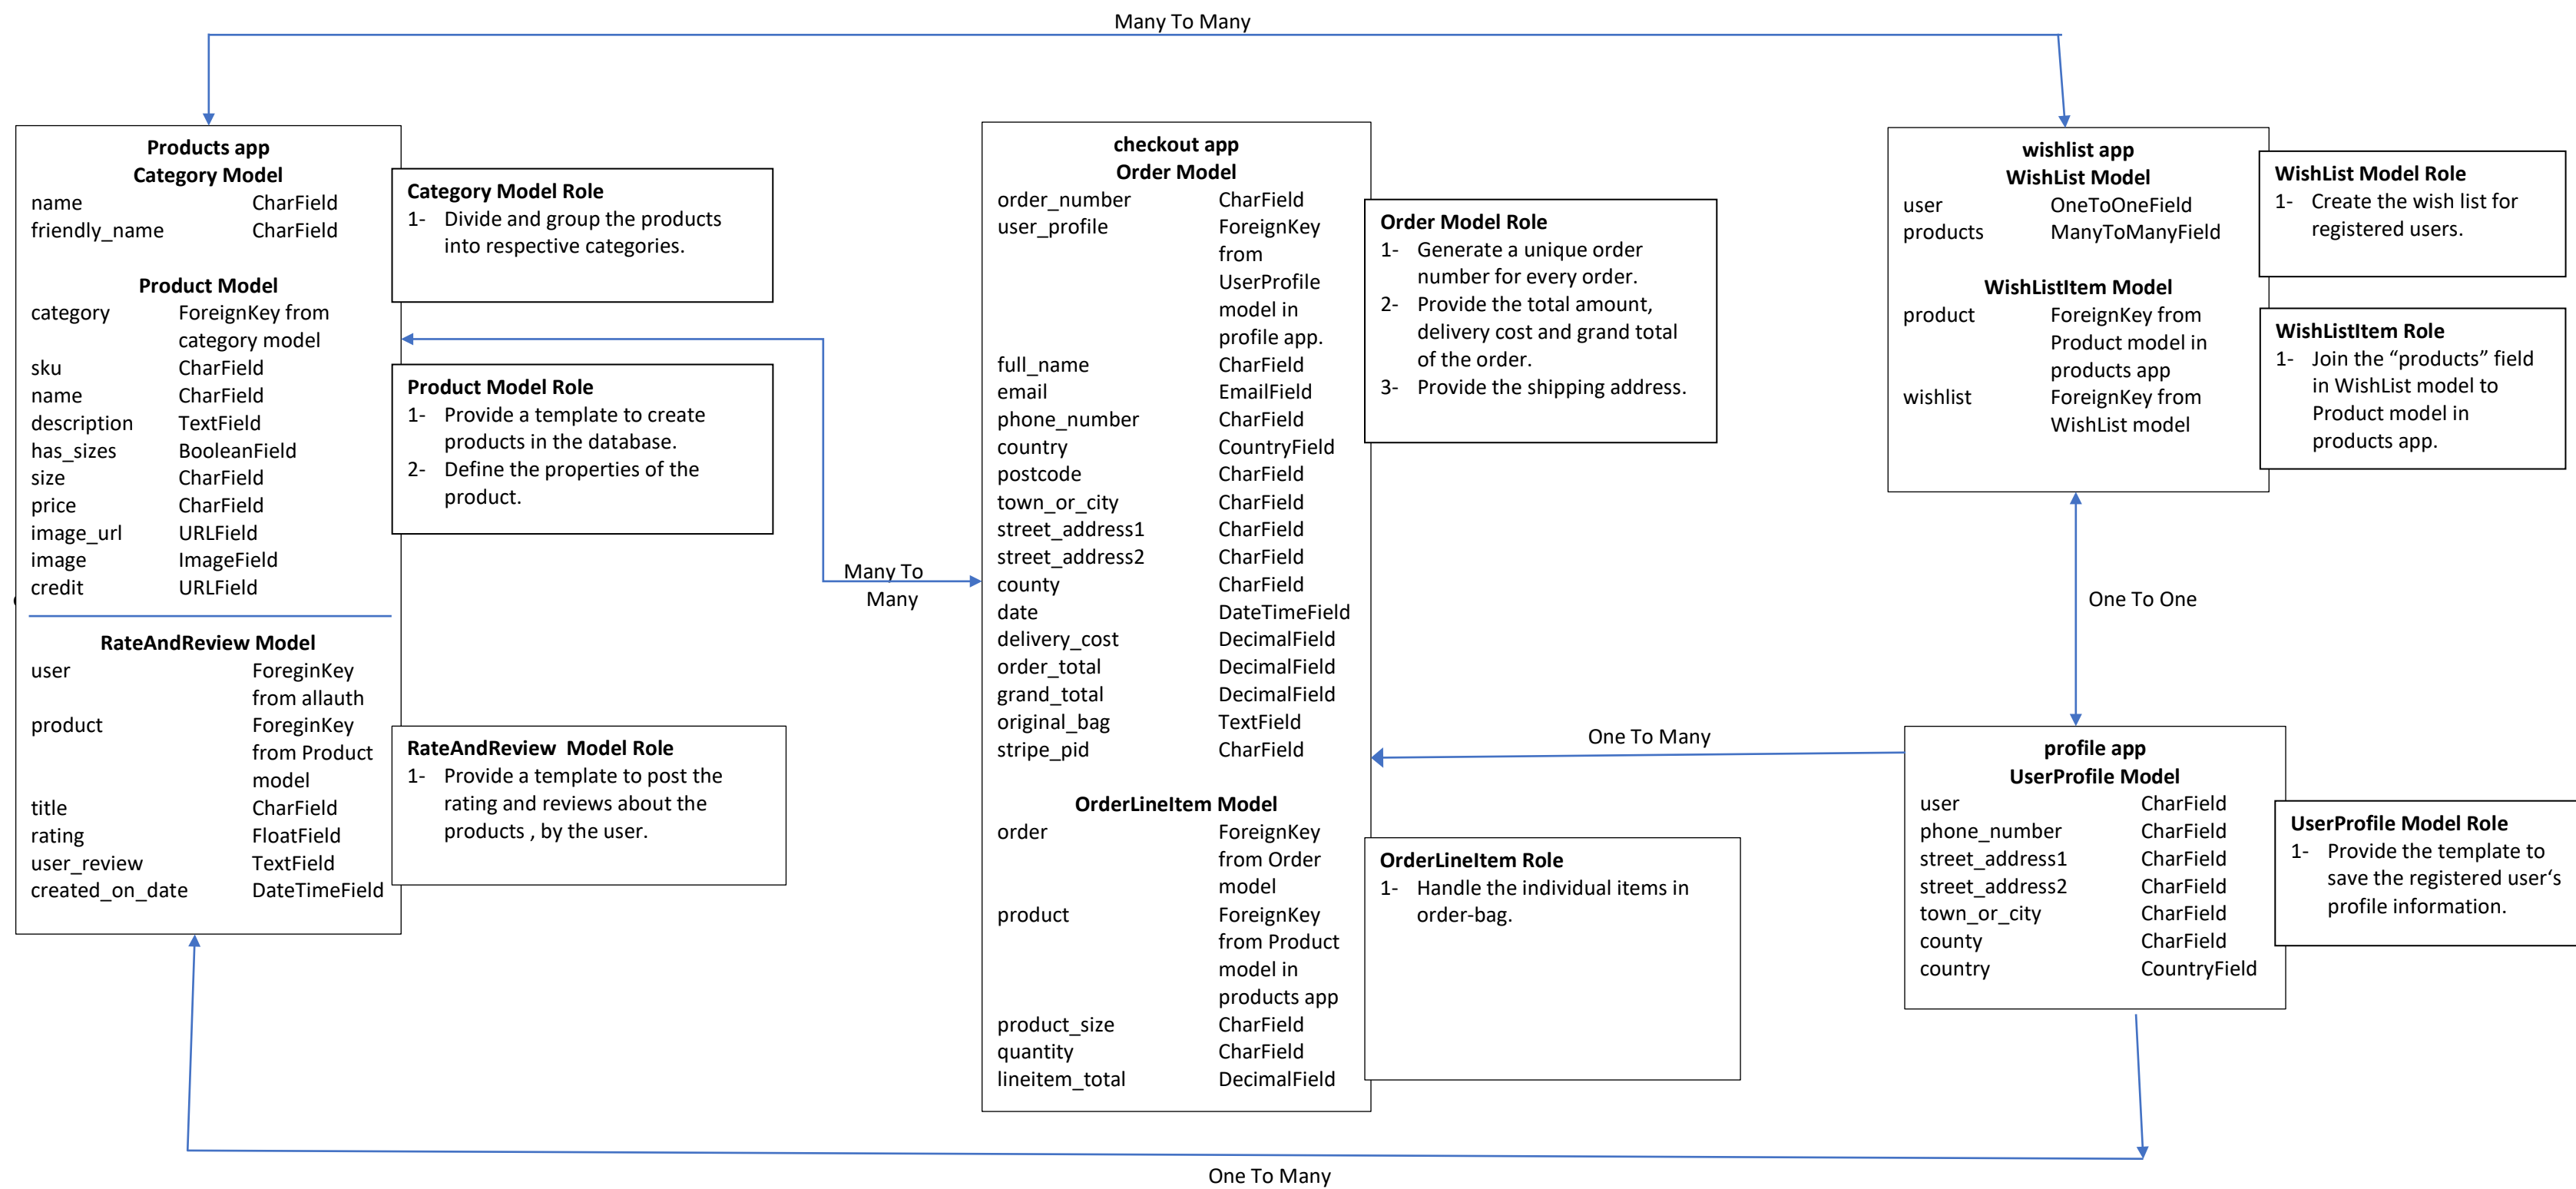 Many To Many
Products app
Category Model
name CharField
friendly_name CharField
Product Model
category ForeignKey from
category model
sku CharField
name CharField
description TextField
has_sizes BooleanField
size CharField
price CharField
image_url URLField
image ImageField
credit URLField
RateAndReview Model
user ForeginKey
from allauth
product ForeginKey
from Product
model
title CharField
rating FloatField
user_review TextField
created_on_date DateTimeField
Category Model Role
1- Divide and group the products
into respective categories.
Product Model Role
1- Provide a template to create
products in the database.
2- Define the properties of the
product.
RateAndReview Model Role
1- Provide a template to post the
rating and reviews about the
products , by the user.
Many To
Many
checkout app
Order Model
order_number CharField
user_profile ForeignKey
from
UserProfile
model in
profile app.
full_name CharField
email EmailField
phone_number CharField
country CountryField
postcode CharField
town_or_city CharField
street_address1 CharField
street_address2 CharField
county CharField
date DateTimeField
delivery_cost DecimalField
order_total DecimalField
grand_total DecimalField
original_bag TextField
stripe_pid CharField
OrderLineItem Model
order ForeignKey
from Order
model
product ForeignKey
from Product
model in
products app
product_size CharField
quantity CharField
lineitem_total DecimalField
Order Model Role
1- Generate a unique order
number for every order.
2- Provide the total amount,
delivery cost and grand total
of the order.
3- Provide the shipping address.
OrderLineItem Role
1- Handle the individual items in
order-bag.
One To Many
wishlist app
WishList Model
user OneToOneField
products ManyToManyField
WishListItem Model
product ForeignKey from
Product model in
products app
wishlist ForeignKey from
WishList model
WishList Model Role
1- Create the wish list for
registered users.
WishListItem Role
1- Join the “products” field
in WishList model to
Product model in
products app.
One To One
profile app
UserProfile Model
user CharField
phone_number CharField
street_address1 CharField
street_address2 CharField
town_or_city CharField
county CharField
country CountryField
UserProfile Model Role
1- Provide the template to
save the registered user‘s
profile information.
One To Many